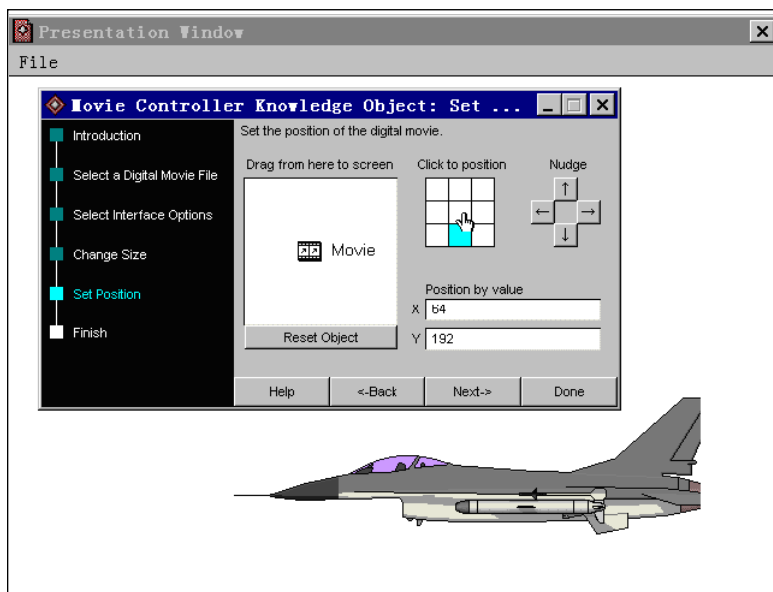 Presentation Window
File
Movie Controller Knowledge Object: Set ...
Introduction
Select a Digital Movie File
Select Interface Options
Change Size
Set Position
Finish
Set the position of the digital movie.
Drag from here to screen
Movie
Reset Object
Click to position
Nudge
↑
← →
↓
Position by value
X 64
Y 192
Help <-Back Next-> Done